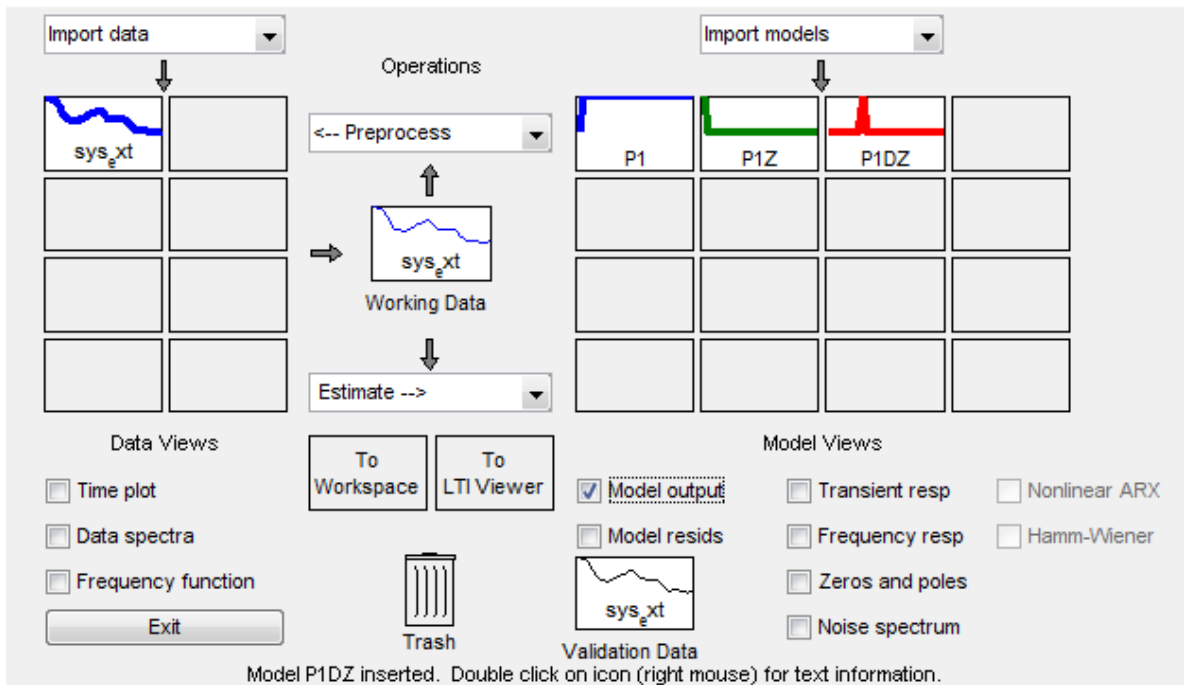 Import data
Import models
Operations
<-- Preprocess
sysₑxt
P1
P1Z
P1DZ
sysₑxt
Working Data
Estimate -->
Data Views
Model Views
To
Workspace
To
LTI Viewer
Time plot
Data spectra
Frequency function
Exit
Trash
Model output
Model resids
Transient resp
Frequency resp
Zeros and poles
Noise spectrum
Nonlinear ARX
Hamm-Wiener
sysₑxt
Validation Data
Model P1DZ inserted. Double click on icon (right mouse) for text information.